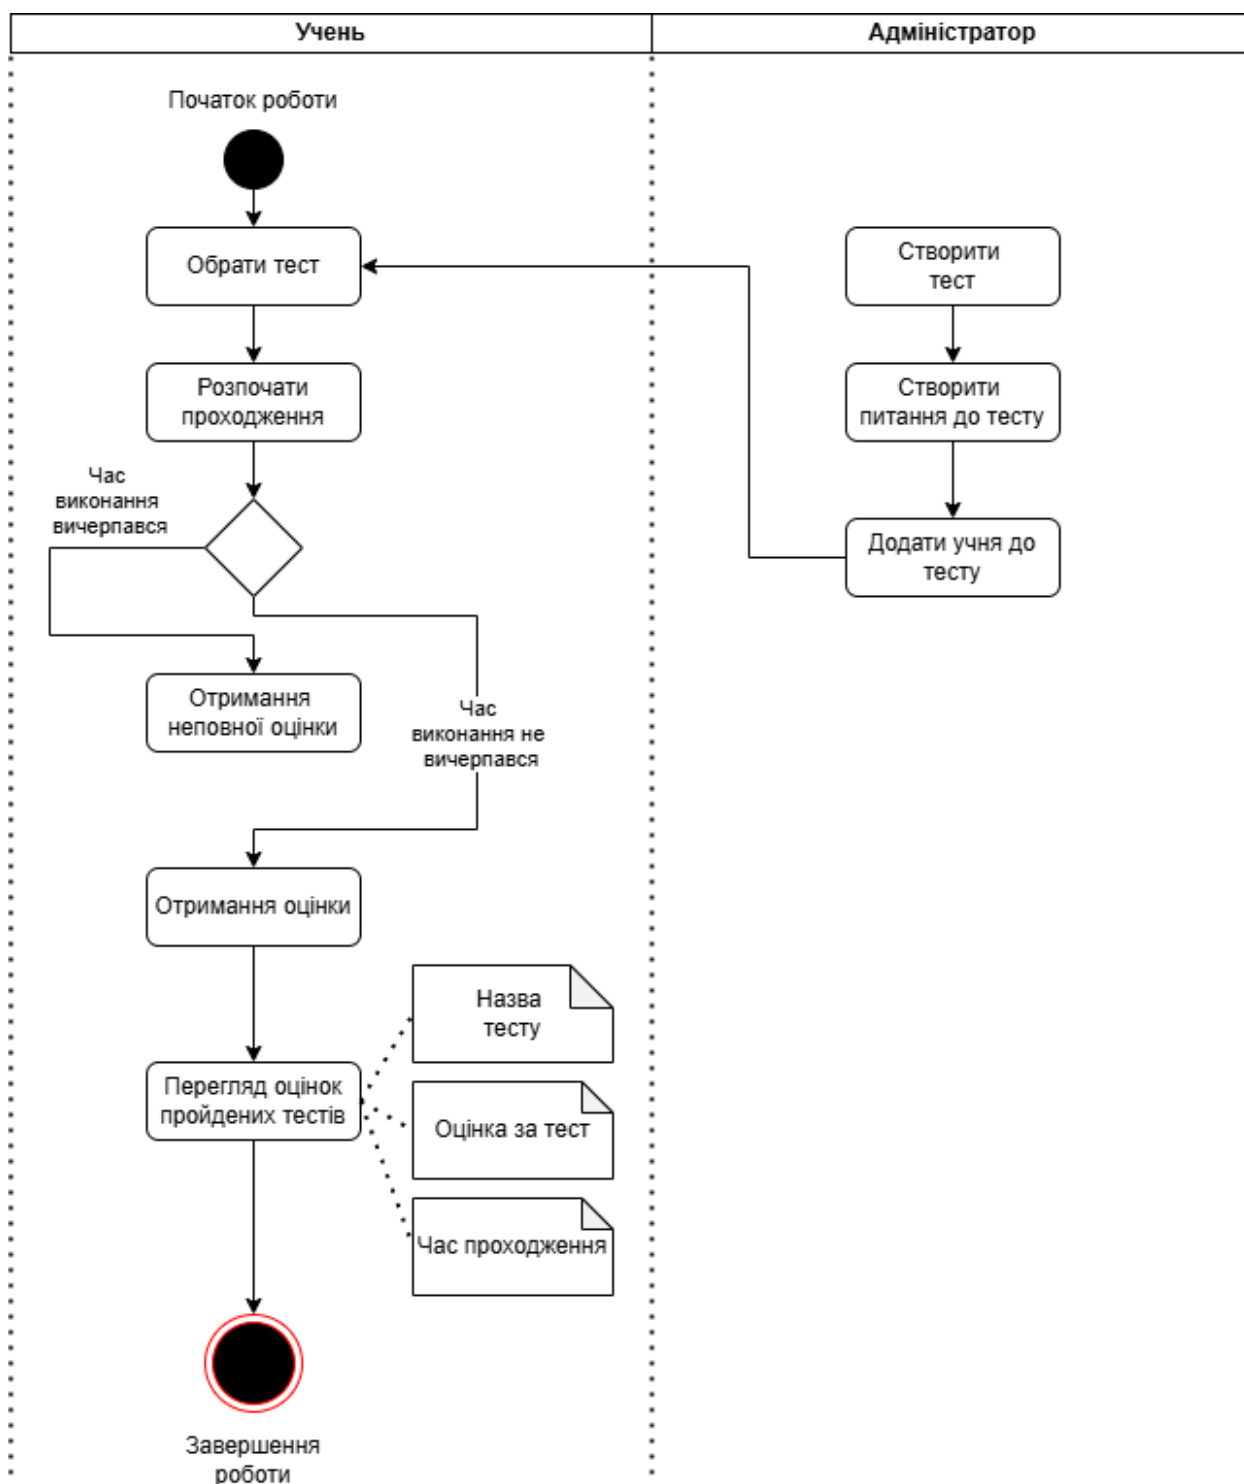 Учень
Адміністратор
Початок роботи
Обрати тест
Створити
тест
Розпочати
проходження
Створити
питання до тесту
Час
виконання
вичерпався
Додати учня до
тесту
Отримання
неповної оцінки
Час
виконання не
вичерпався
Отримання оцінки
Назва
тесту
Перегляд оцінок
пройдених тестів
Оцінка за тест
Час проходження
Завершення
роботи